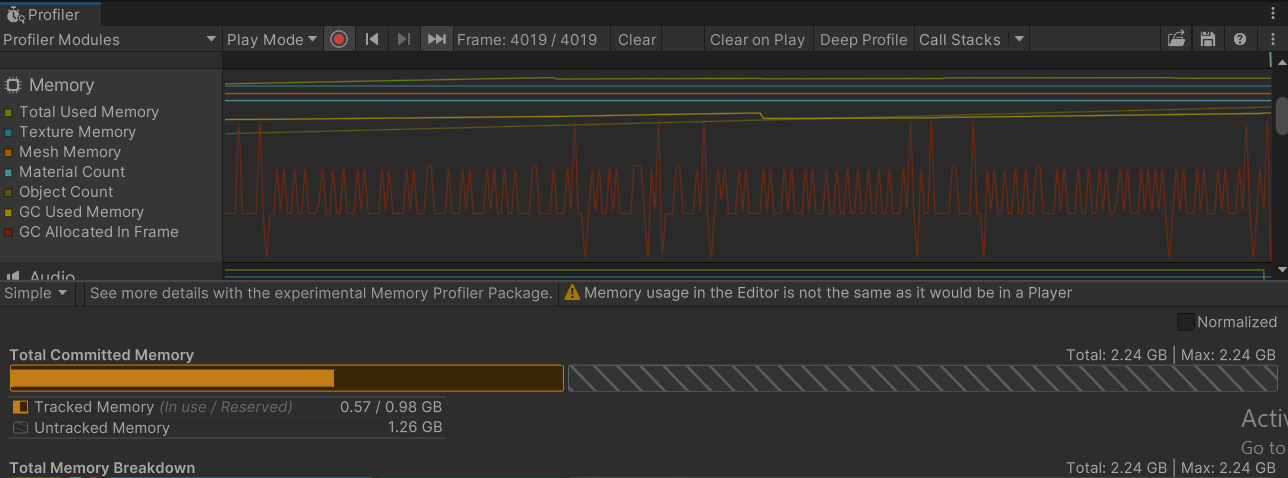 Profiler
Profiler Modules Play Mode Frame: 4019 / 4019 Clear Clear on Play Deep Profile Call Stacks
Memory
Total Used Memory
Texture Memory
Mesh Memory
Material Count
Object Count
GC Used Memory
GC Allocated In Frame
Audio
Simple See more details with the experimental Memory Profiler Package. Memory usage in the Editor is not the same as it would be in a Player
Normalized
Total Committed Memory Total: 2.24 GB | Max: 2.24 GB
Tracked Memory (In use / Reserved) 0.57 / 0.98 GB
Untracked Memory 1.26 GB
Activ
Go to
Total Memory Breakdown Total: 2.24 GB | Max: 2.24 GB